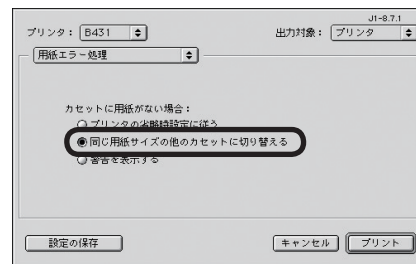 J1-8.7.1
プリンタ： B431 出力対象： プリンタ
用紙エラー処理
カセットに用紙がない場合：
プリンタの省略時設定に従う
同じ用紙サイズの他のカセットに切り替える
警告を表示する
設定の保存 キャンセル プリント